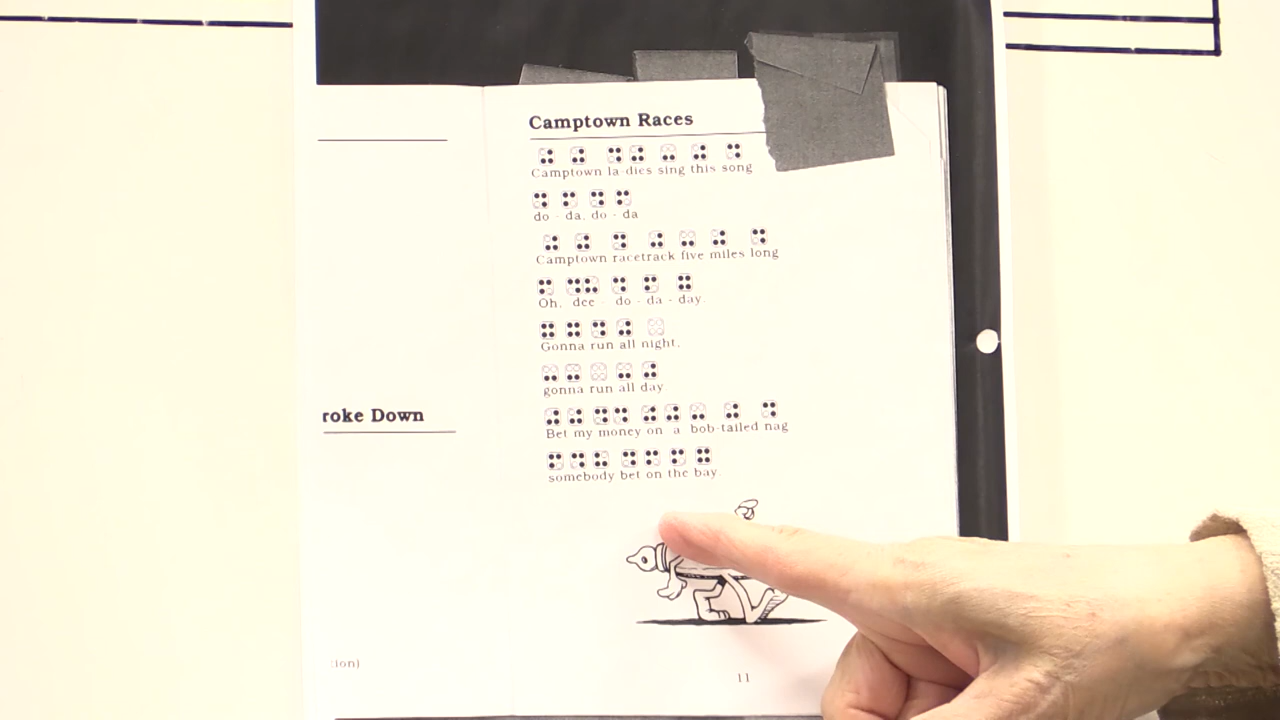 Camptown Races
Camptown la-dies sing this song
do - da, do - da
Camptown racetrack five miles long
Oh, dee - do - da - day.
Gonna run all night,
gonna run all day
Bet my money on a bob-tailed nag
roke Down
somebody bet on the bay.
tion)
11